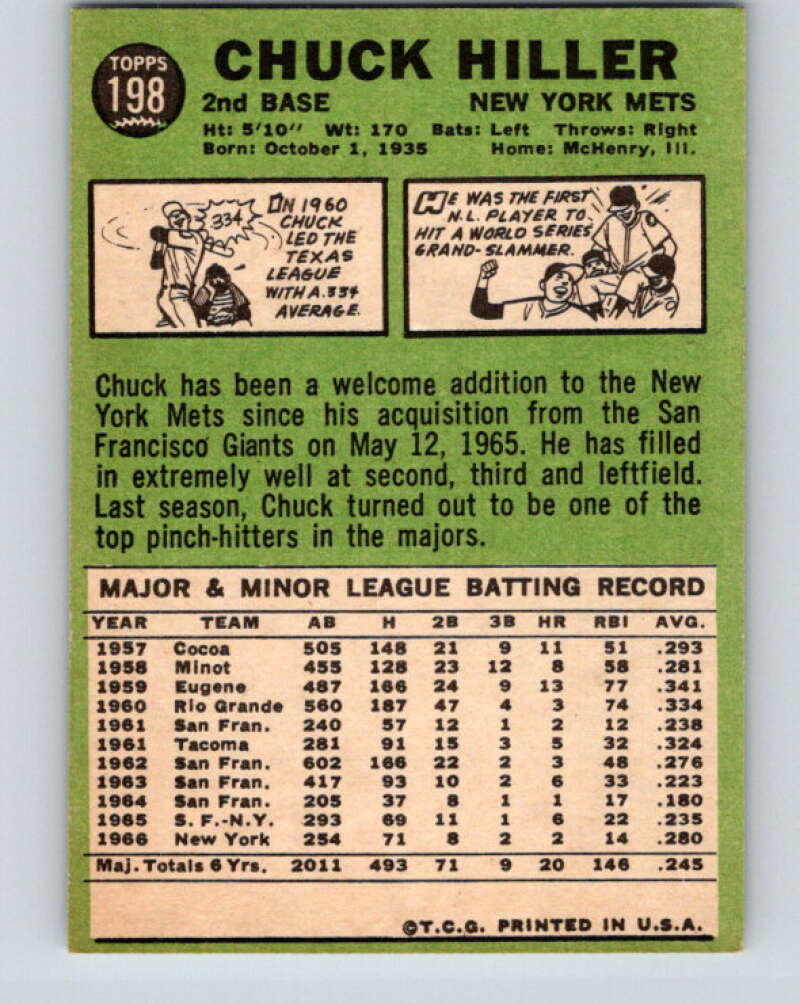 TOPPS
198
CHUCK HILLER
2nd BASE NEW YORK METS
Ht: 5'10" Wt: 170 Bats: Left Throws: Right
Born: October 1, 1935 Home: McHenry, Ill.
334
IN 1960
CHUCK
LED THE
TEXAS
LEAGUE
WITH A .334
AVERAGE.
HE WAS THE FIRST
N.L. PLAYER TO
HIT A WORLD SERIES
GRAND-SLAMMER.
Chuck has been a welcome addition to the New
York Mets since his acquisition from the San
Francisco Giants on May 12, 1965. He has filled
in extremely well at second, third and leftfield.
Last season, Chuck turned out to be one of the
top pinch-hitters in the majors.
MAJOR & MINOR LEAGUE BATTING RECORD
YEAR TEAM AB H 2B 3B HR RBI AVG.
1957 Cocoa 505 148 21 9 11 51 .293
1958 Minot 455 128 23 12 8 58 .281
1959 Eugene 487 166 24 9 13 77 .341
1960 Rio Grande 560 187 47 4 3 74 .334
1961 San Fran. 240 57 12 1 2 12 .238
1961 Tacoma 281 91 15 3 5 32 .324
1962 San Fran. 602 166 22 2 3 48 .276
1963 San Fran. 417 93 10 2 6 33 .223
1964 San Fran. 205 37 8 1 1 17 .180
1965 S. F.-N.Y. 293 69 11 1 6 22 .235
1966 New York 254 71 8 2 2 14 .280
Maj. Totals 6 Yrs. 2011 493 71 9 20 146 .245
©T.C.G. PRINTED IN U.S.A.